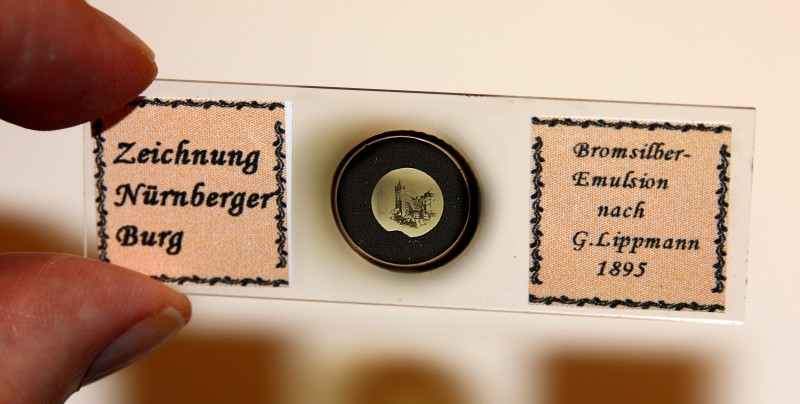 Zeichnung
Nürnberger
Burg
Bromsilber-
Emulsion
nach
G.Lippmann
1895